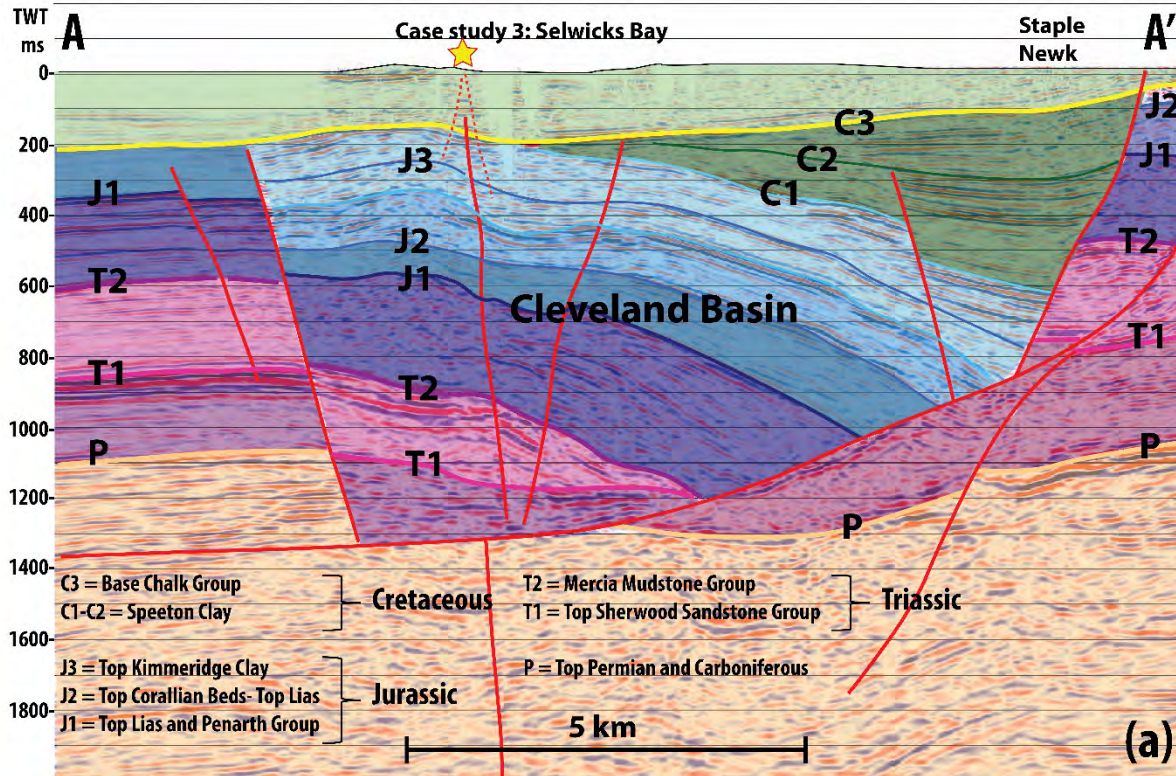 TWT
ms
A
Case study 3: Selwicks Bay
Staple
Newk
A’
0
200
400
600
800
1000
1200
1400
1600
1800
J1
T2
T1
P
J3
J2
J1
T2
T1
C3
C2
C1
Cleveland Basin
J2
J1
T2
T1
P
P
C3 = Base Chalk Group
C1-C2 = Speeton Clay
Cretaceous
T2 = Mercia Mudstone Group
T1 = Top Sherwood Sandstone Group
Triassic
J3 = Top Kimmeridge Clay
J2 = Top Corallian Beds- Top Lias
J1 = Top Lias and Penarth Group
Jurassic
P = Top Permian and Carboniferous
5 km
(a)